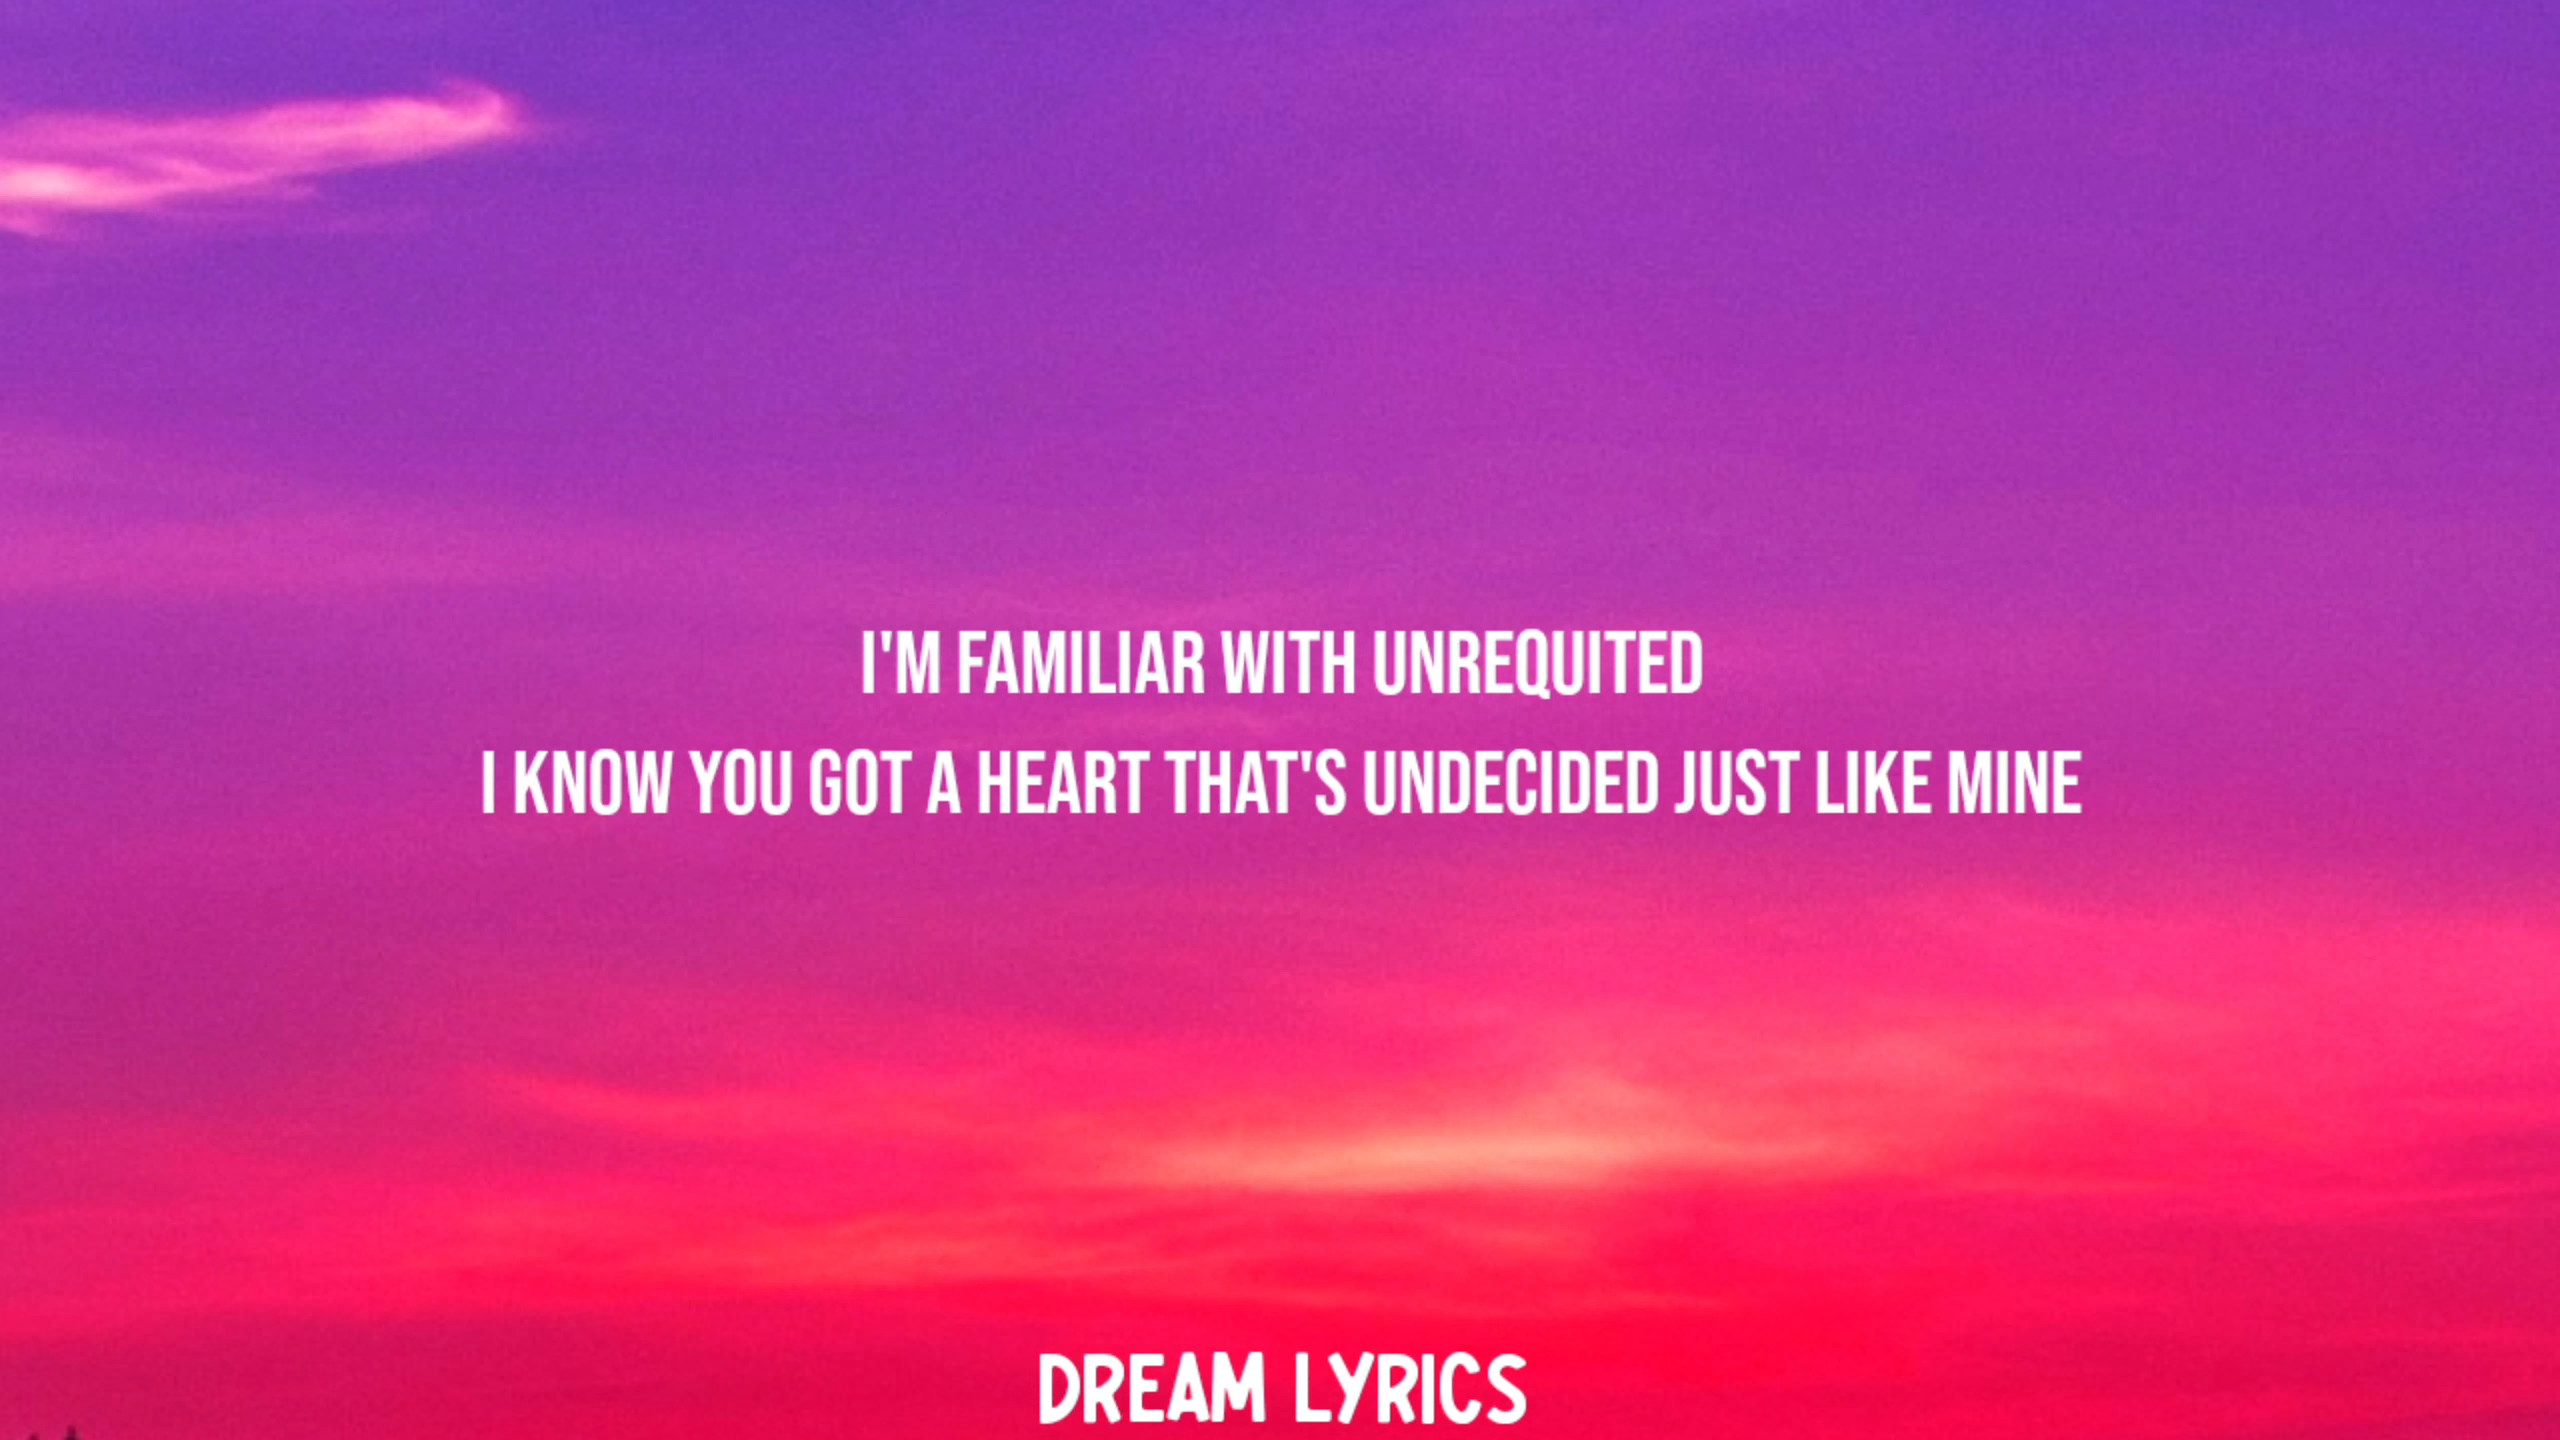 I'M FAMILIAR WITH UNREQUITED
I KNOW YOU GOT A HEART THAT'S UNDECIDED JUST LIKE MINE
DREAM LYRICS